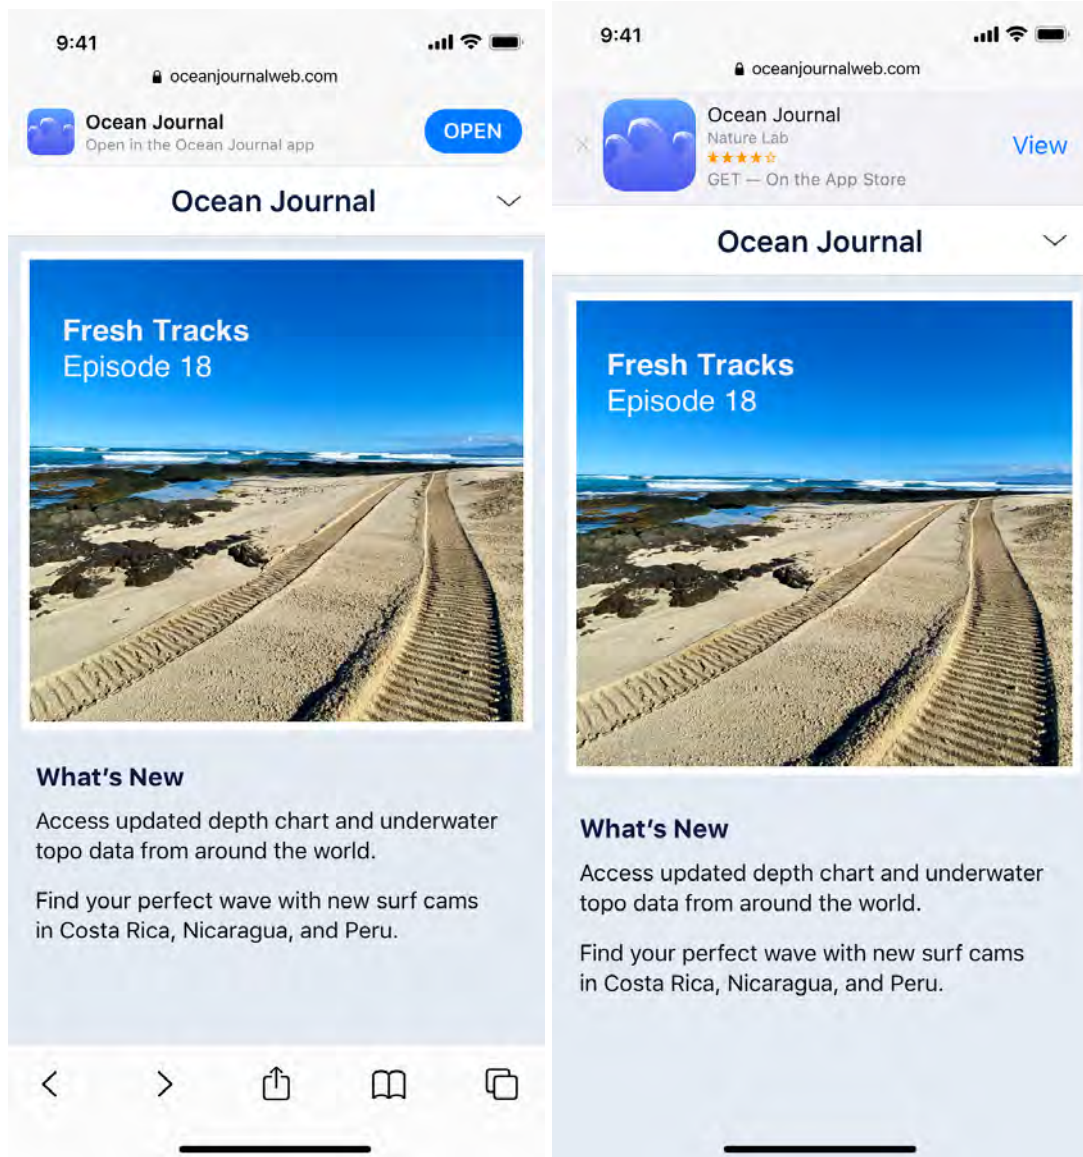 9:41
oceanjournalweb.com
Ocean Journal
Open in the Ocean Journal app
OPEN
Ocean Journal
Fresh Tracks
Episode 18
What's New
Access updated depth chart and underwater
topo data from around the world.
Find your perfect wave with new surf cams
in Costa Rica, Nicaragua, and Peru.
9:41
oceanjournalweb.com
Ocean Journal
Nature Lab
GET — On the App Store
View
Ocean Journal
Fresh Tracks
Episode 18
What's New
Access updated depth chart and underwater
topo data from around the world.
Find your perfect wave with new surf cams
in Costa Rica, Nicaragua, and Peru.